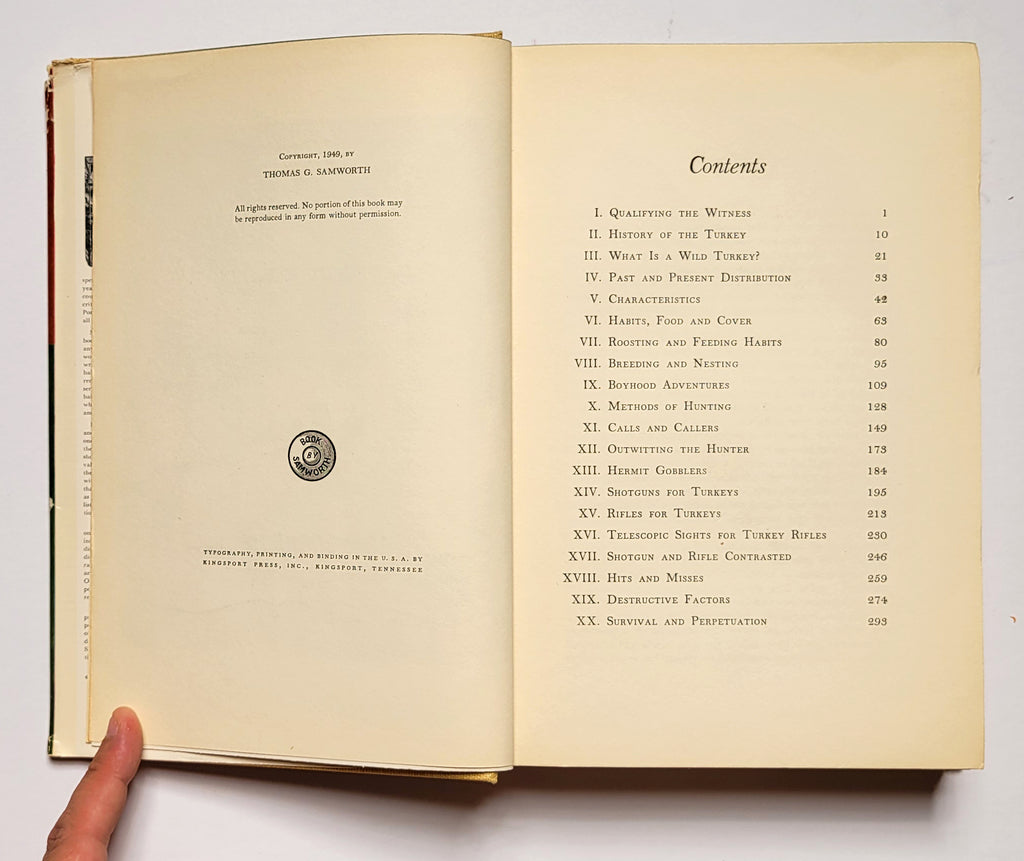 Copyright, 1949, by
THOMAS G. SAMWORTH
All rights reserved. No portion of this book may
be reproduced in any form without permission.
BOOK
BY
SAMWORTH
TYPOGRAPHY, PRINTING, AND BINDING IN THE U. S. A. BY
KINGSPORT PRESS, INC., KINGSPORT, TENNESSEE
Contents
I. Qualifying the Witness 1
II. History of the Turkey 10
III. What Is a Wild Turkey? 21
IV. Past and Present Distribution 33
V. Characteristics 42
VI. Habits, Food and Cover 63
VII. Roosting and Feeding Habits 80
VIII. Breeding and Nesting 95
IX. Boyhood Adventures 109
X. Methods of Hunting 128
XI. Calls and Callers 149
XII. Outwitting the Hunter 173
XIII. Hermit Gobblers 184
XIV. Shotguns for Turkeys 195
XV. Rifles for Turkeys 213
XVI. Telescopic Sights for Turkey Rifles 230
XVII. Shotgun and Rifle Contrasted 246
XVIII. Hits and Misses 259
XIX. Destructive Factors 274
XX. Survival and Perpetuation 293